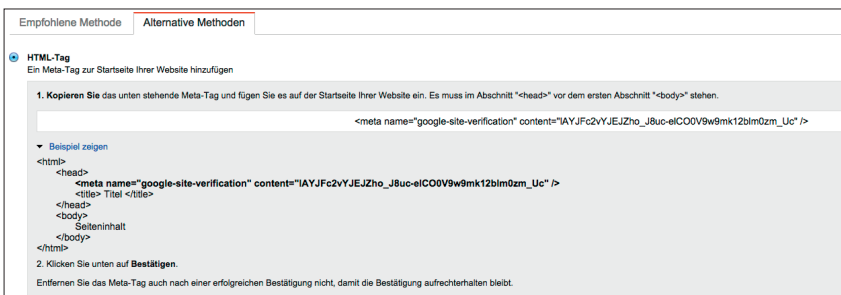 Empfohlene Methode Alternative Methoden
HTML-Tag
Ein Meta-Tag zur Startseite Ihrer Website hinzufügen
1. Kopieren Sie das unten stehende Meta-Tag und fügen Sie es auf der Startseite Ihrer Website ein. Es muss im Abschnitt "<head>" vor dem ersten Abschnitt "<body>" stehen.
<meta name="google-site-verification" content="IAYJFc2vYJEJZho_J8uc-eICO0V9w9mk12bIm0zm_Uc" />
Beispiel zeigen
<html>
<head>
<meta name="google-site-verification" content="IAYJFc2vYJEJZho_J8uc-eICO0V9w9mk12bIm0zm_Uc" />
<title> Titel </title>
</head>
<body>
Seiteninhalt
</body>
</html>
2. Klicken Sie unten auf Bestätigen.
Entfernen Sie das Meta-Tag auch nach einer erfolgreichen Bestätigung nicht, damit die Bestätigung aufrechterhalten bleibt.